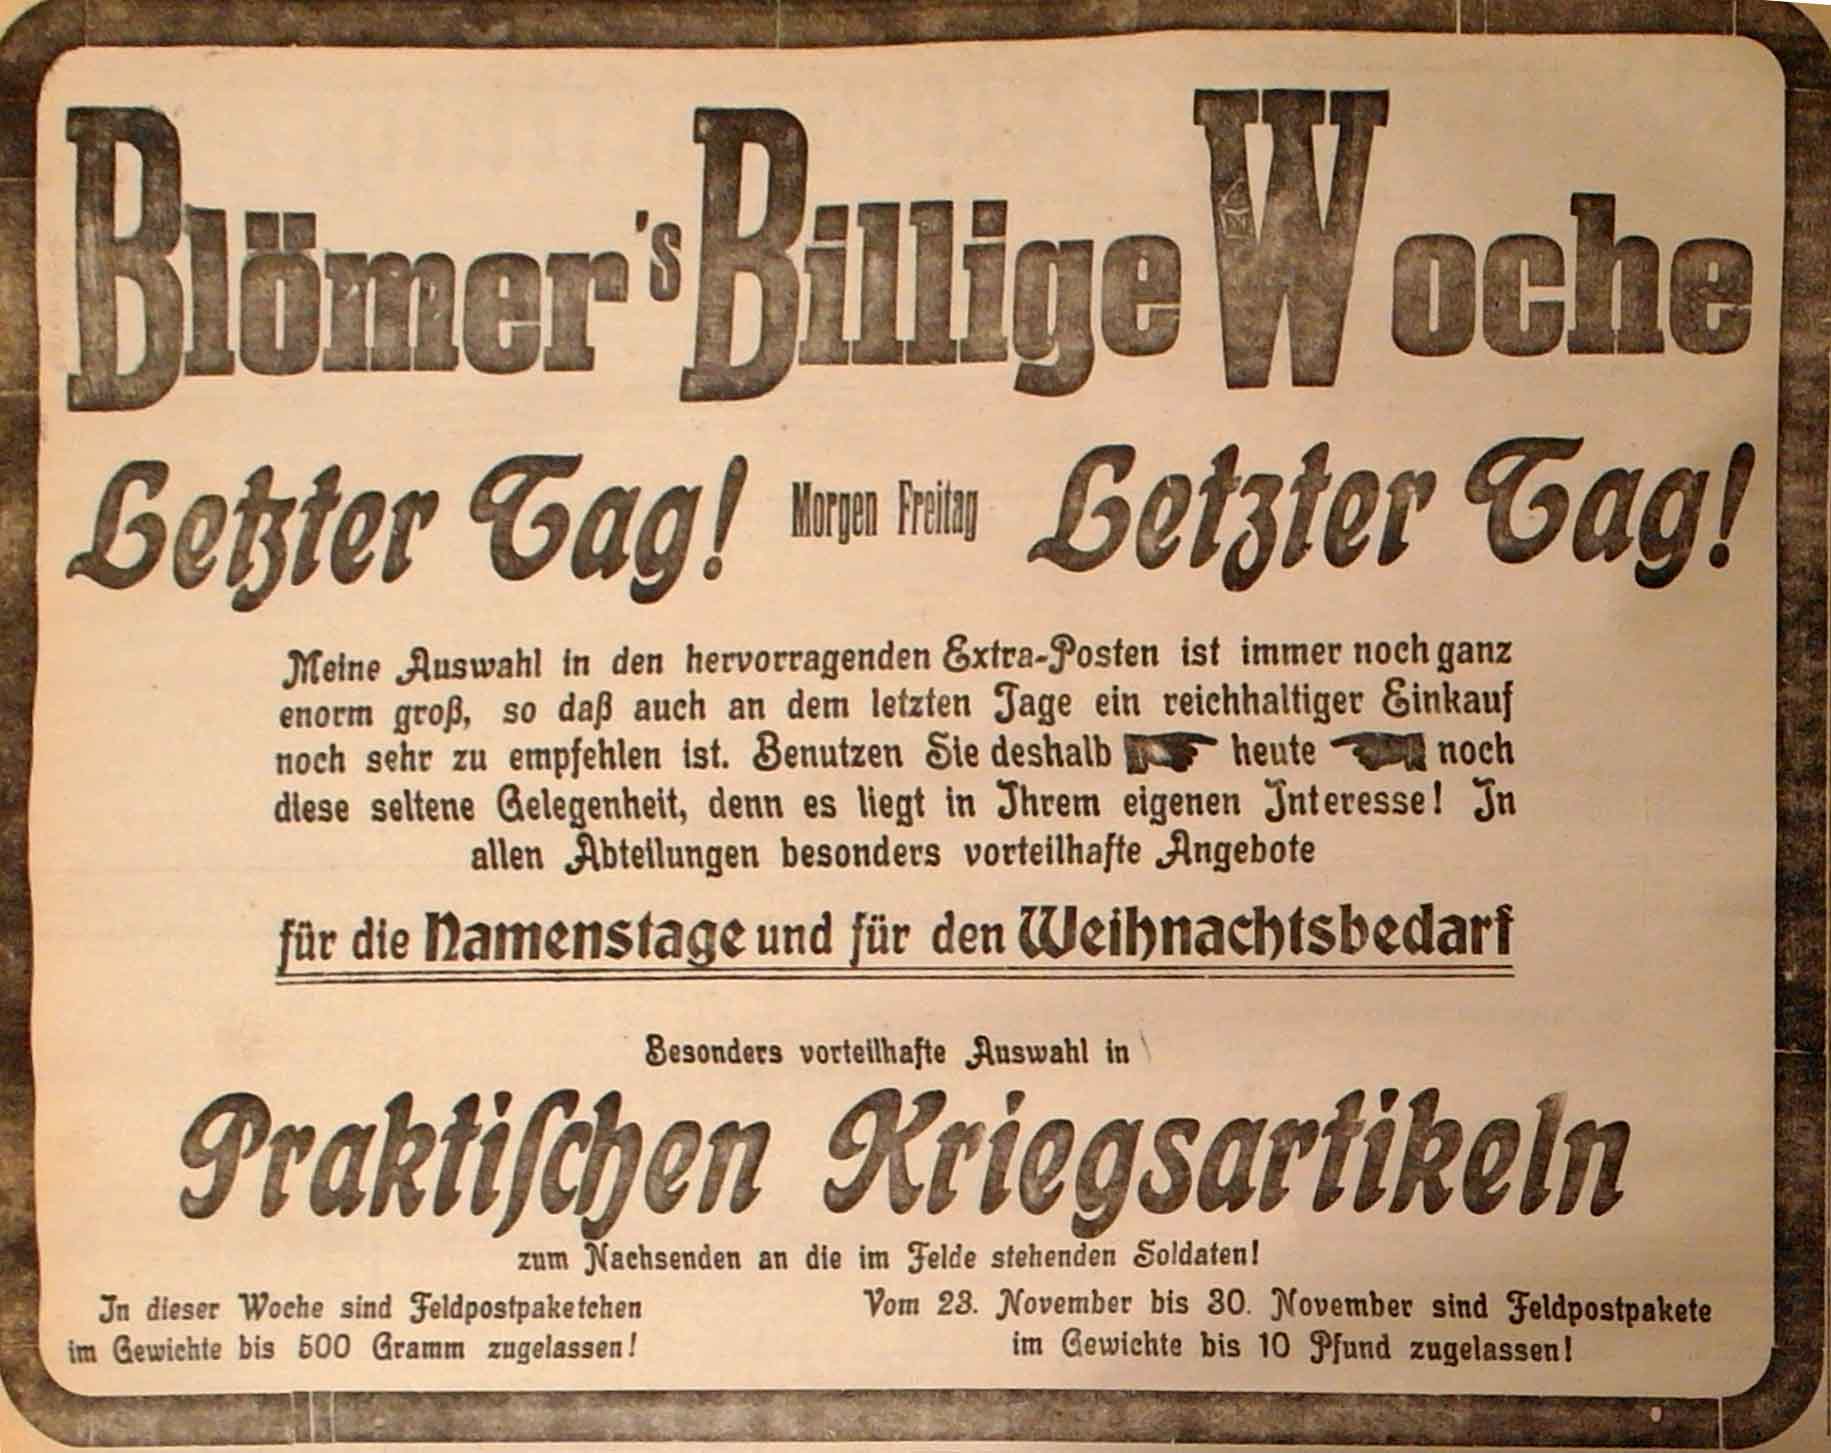 Blömer's Billige Woche
Letzter Tag! Morgen Freitag Letzter Tag!
Meine Auswahl in den hervorragenden Extra-Posten ist immer noch ganz
enorm groß, so daß auch an dem letzten Tage ein reichhaltiger Einkauf
noch sehr zu empfehlen ist. Benutzen Sie deshalb heute noch
diese seltene Gelegenheit, denn es liegt in Ihrem eigenen Interesse! In
allen Abteilungen besonders vorteilhafte Angebote
für die Namenstage und für den Weihnachtsbedarf
Besonders vorteilhafte Auswahl in
Praktiſchen Kriegsartikeln
zum Nachsenden an die im Felde stehenden Soldaten!
In dieser Woche sind Feldpostpaketchen
im Gewichte bis 500 Gramm zugelassen!
Vom 23. November bis 30. November sind Feldpostpakete
im Gewichte bis 10 Pfund zugelassen!